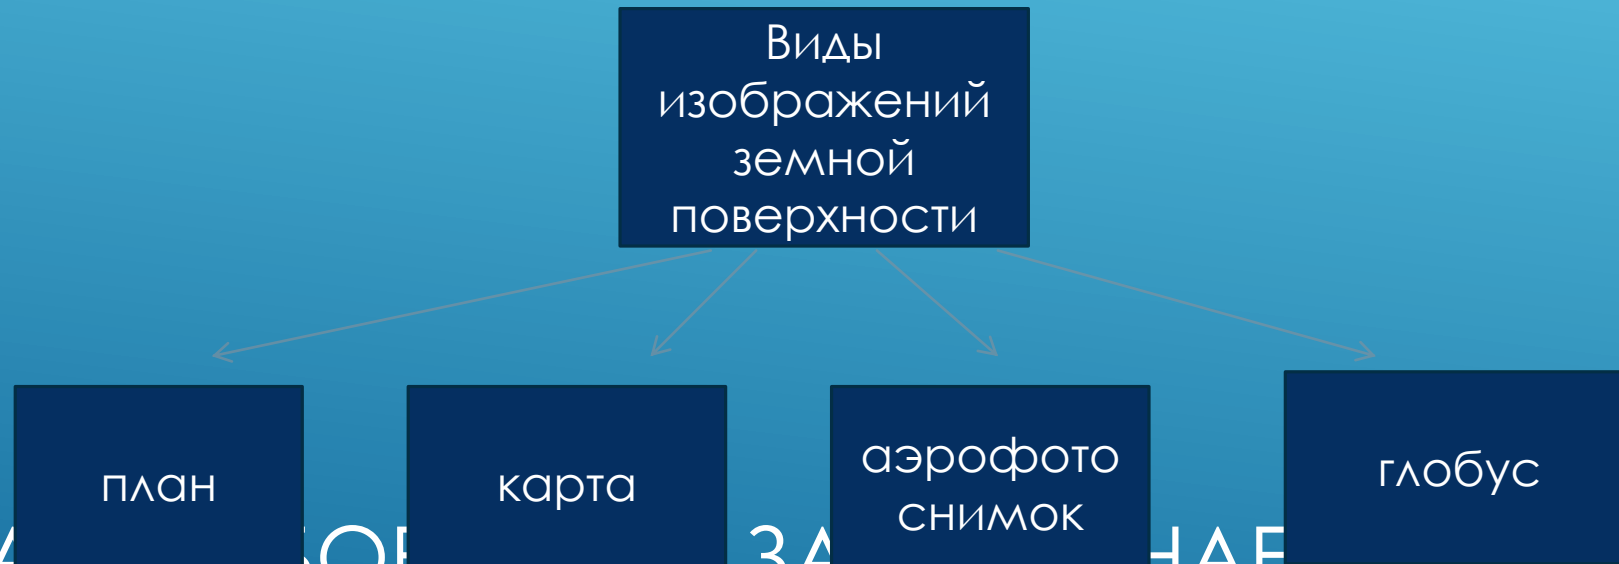 Виды
изображений
земной
поверхности
план
карта
аэрофото
снимок
глобус